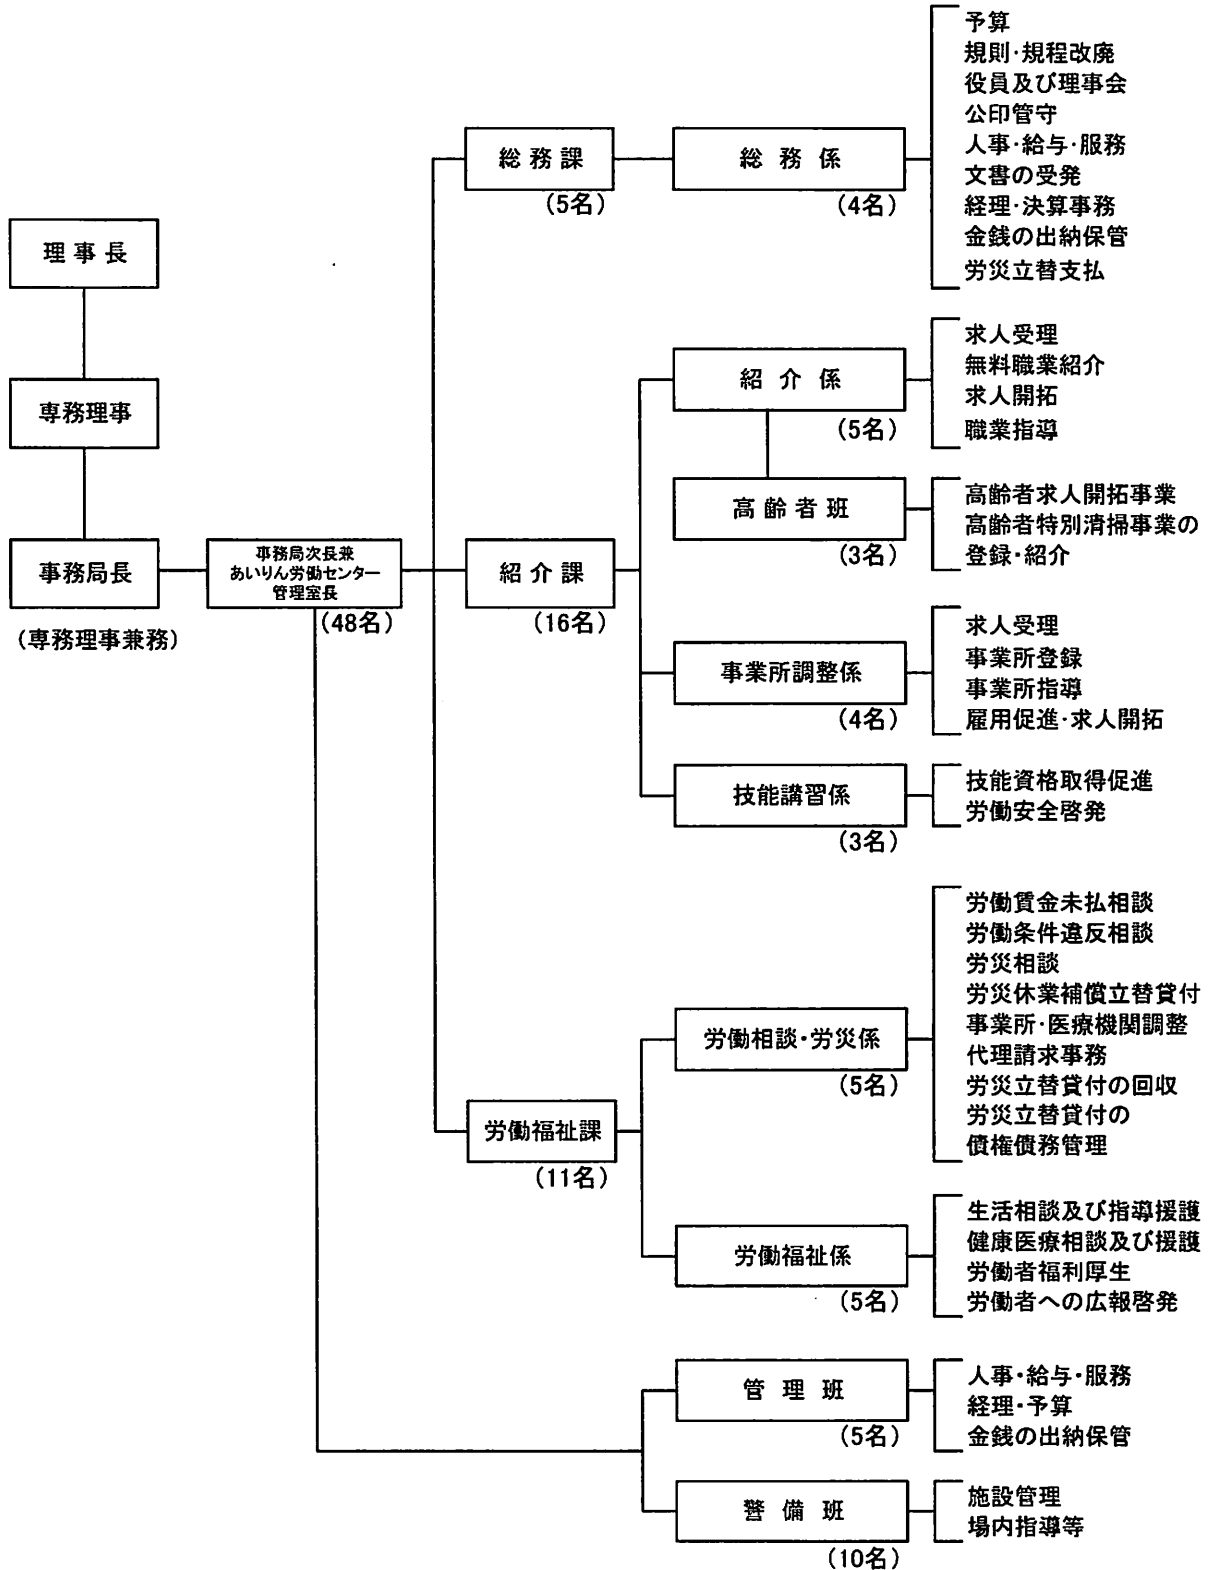 理事長
専務理事
事務局長
(専務理事兼務)
事務局次長兼
あいりん労働センター
管理室長
(48名)
総務課
(5名)
総務係
(4名)
予算
規則・規程改廃
役員及び理事会
公印管守
人事・給与・服務
文書の受発
経理・決算事務
金銭の出納保管
労災立替支払
紹介課
(16名)
紹介係
(5名)
求人受理
無料職業紹介
求人開拓
職業指導
高齢者班
(3名)
高齢者求人開拓事業
高齢者特別清掃事業の
登録・紹介
事業所調整係
(4名)
求人受理
事業所登録
事業所指導
雇用促進・求人開拓
技能講習係
(3名)
技能資格取得促進
労働安全啓発
労働福祉課
(11名)
労働相談・労災係
(5名)
労働賃金未払相談
労働条件違反相談
労災相談
労災休業補償立替貸付
事業所・医療機関調整
代理請求事務
労災立替貸付の回収
労災立替貸付の
債権債務管理
労働福祉係
(5名)
生活相談及び指導援護
健康医療相談及び援護
労働者福利厚生
労働者への広報啓発
管理班
(5名)
人事・給与・服務
経理・予算
金銭の出納保管
警備班
(10名)
施設管理
場内指導等